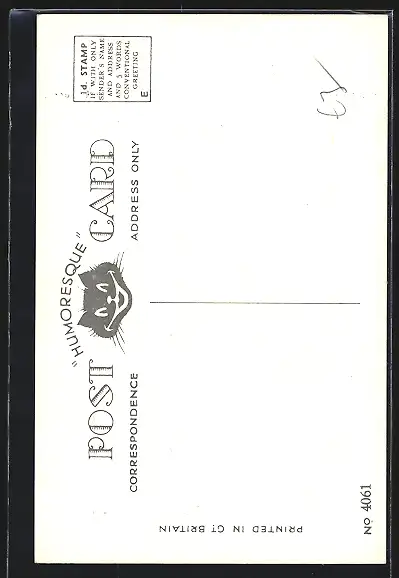 "HUMORESQUE"
POST CARD
CORRESPONDENCE
ADDRESS ONLY
1d. STAMP
IF WITH ONLY
SENDER'S NAME
AND ADDRESS
AND 5 WORDS
CONVENTIONAL
GREETING
E
PRINTED IN GT BRITAIN
No 4061